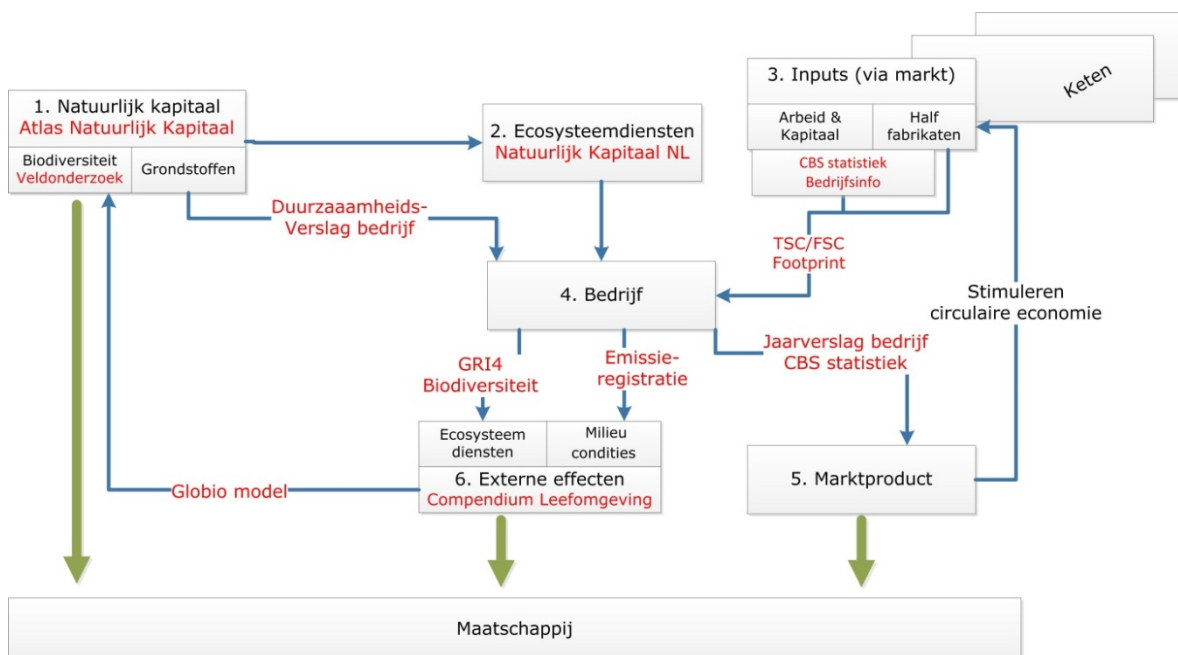 Keten
3. Inputs (via markt)
Arbeid &
Kapitaal
Half
fabrikaten
CBS statistiek
Bedrijfsinfo
1. Natuurlijk kapitaal
Atlas Natuurlijk Kapitaal
Biodiversiteit
Veldonderzoek
Grondstoffen
2. Ecosysteemdiensten
Natuurlijk Kapitaal NL
Duurzaaamheids-
Verslag bedrijf
TSC/FSC
Footprint
4. Bedrijf
Stimuleren
circulaire economie
GRI4
Biodiversiteit
Emissie-
registratie
Jaarverslag bedrijf
CBS statistiek
Ecosysteem
diensten
Milieu
condities
6. Externe effecten
Compendium Leefomgeving
Globio model
5. Marktproduct
Maatschappij